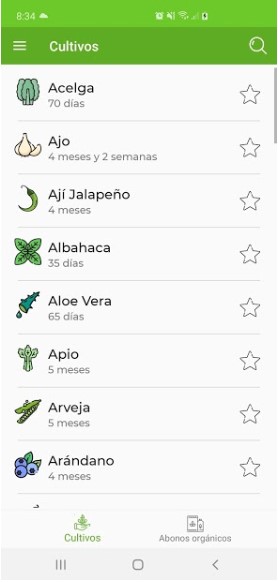 8:34
Cultivos
Acelga
70 días
Ajo
4 meses y 2 semanas
Ají Jalapeño
4 meses
Albahaca
35 días
Aloe Vera
65 días
Apio
5 meses
Arveja
5 meses
Arándano
4 meses
Cultivos
Abonos orgánicos